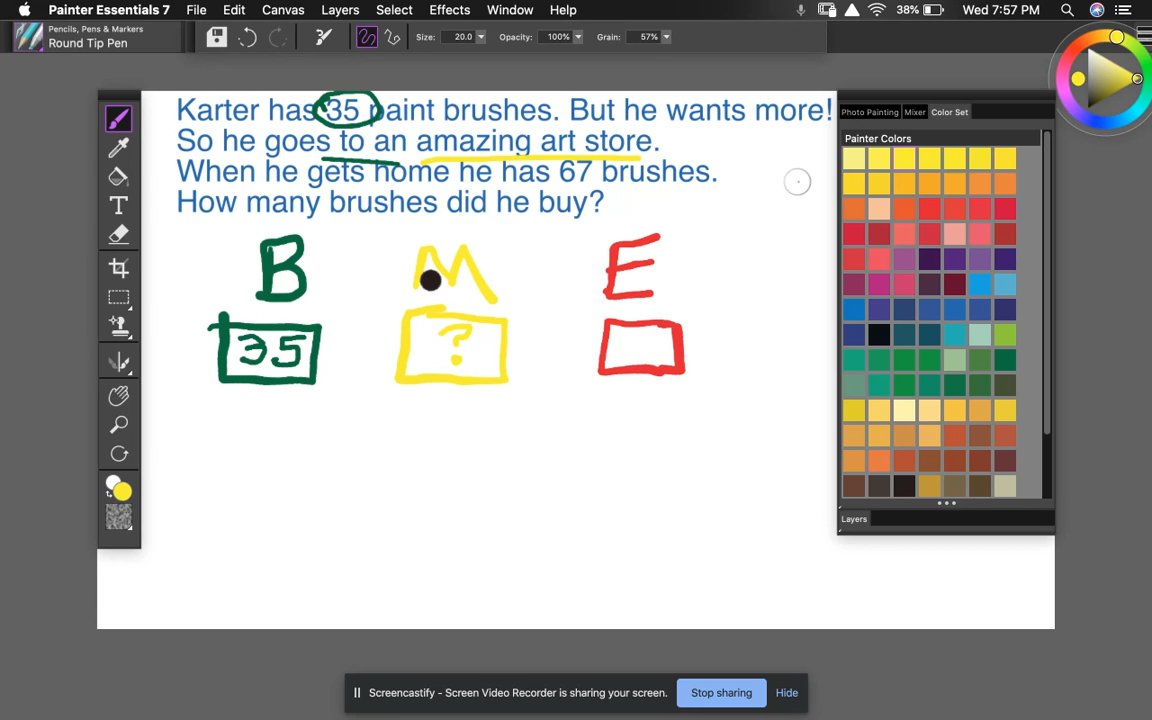 Painter Essentials 7 File Edit Canvas Layers Select Effects Window Help 38% Wed 7:57 PM
Pencils, Pens & Markers
Round Tip Pen
Size: 20.0 Opacity: 100% Grain: 57%
Karter has 35 paint brushes. But he wants more!
So he goes to an amazing art store.
When he gets home he has 67 brushes.
How many brushes did he buy?
B M E
35 ?
Photo Painting Mixer Color Set
Painter Colors
Layers
Screencastify - Screen Video Recorder is sharing your screen. Stop sharing Hide